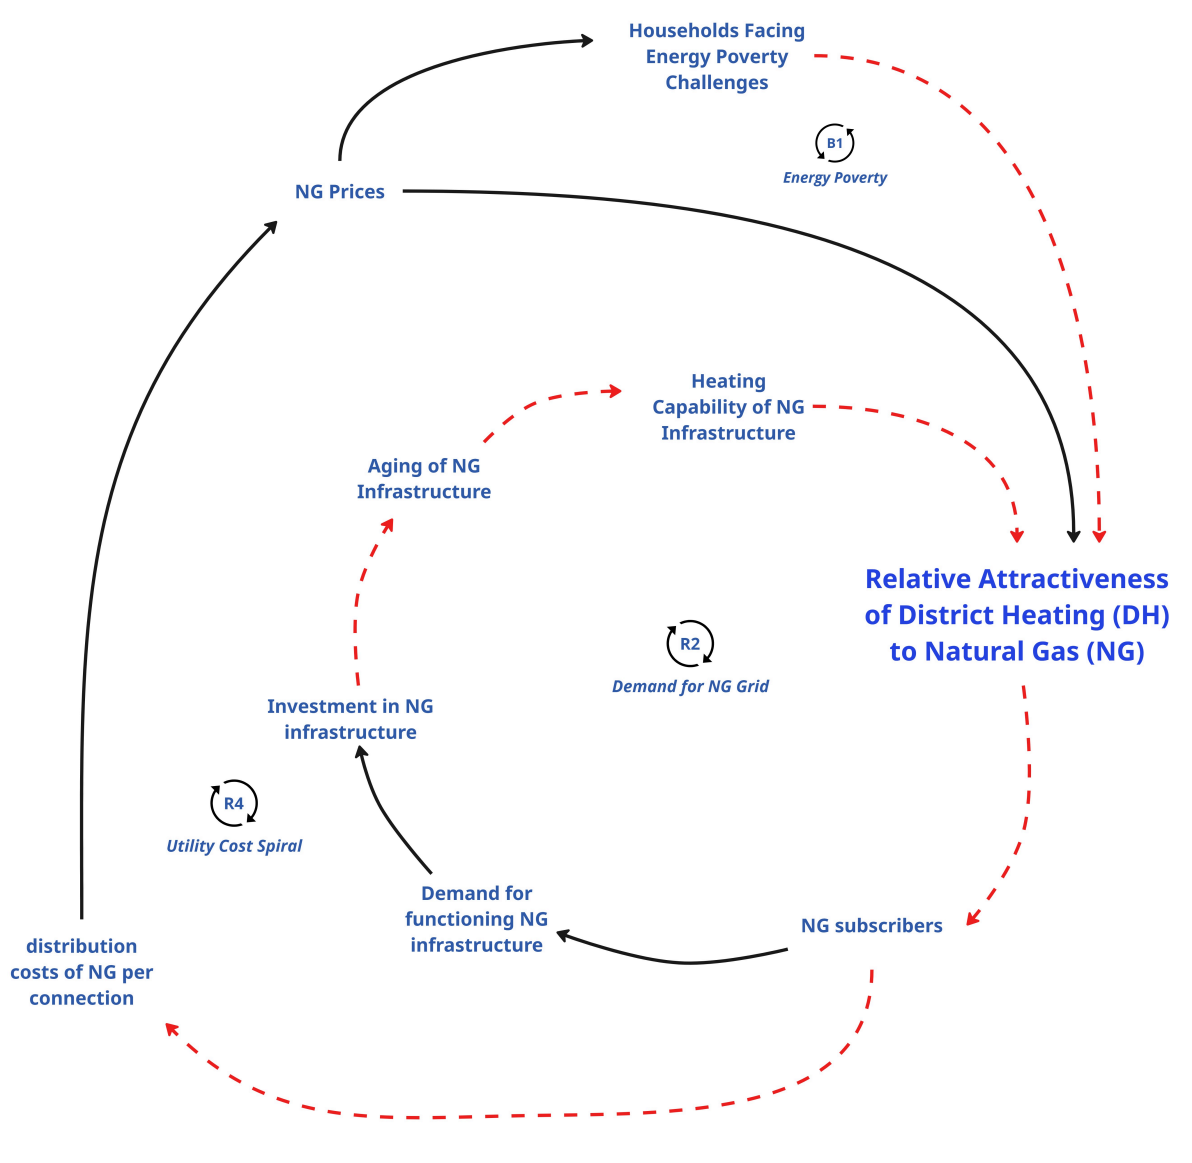 Households Facing
Energy Poverty
Challenges
B1
Energy Poverty
NG Prices
Heating
Capability of NG
Infrastructure
Aging of NG
Infrastructure
Relative Attractiveness
of District Heating (DH)
to Natural Gas (NG)
R2
Demand for NG Grid
Investment in NG
infrastructure
R4
Utility Cost Spiral
Demand for
functioning NG
infrastructure
NG subscribers
distribution
costs of NG per
connection